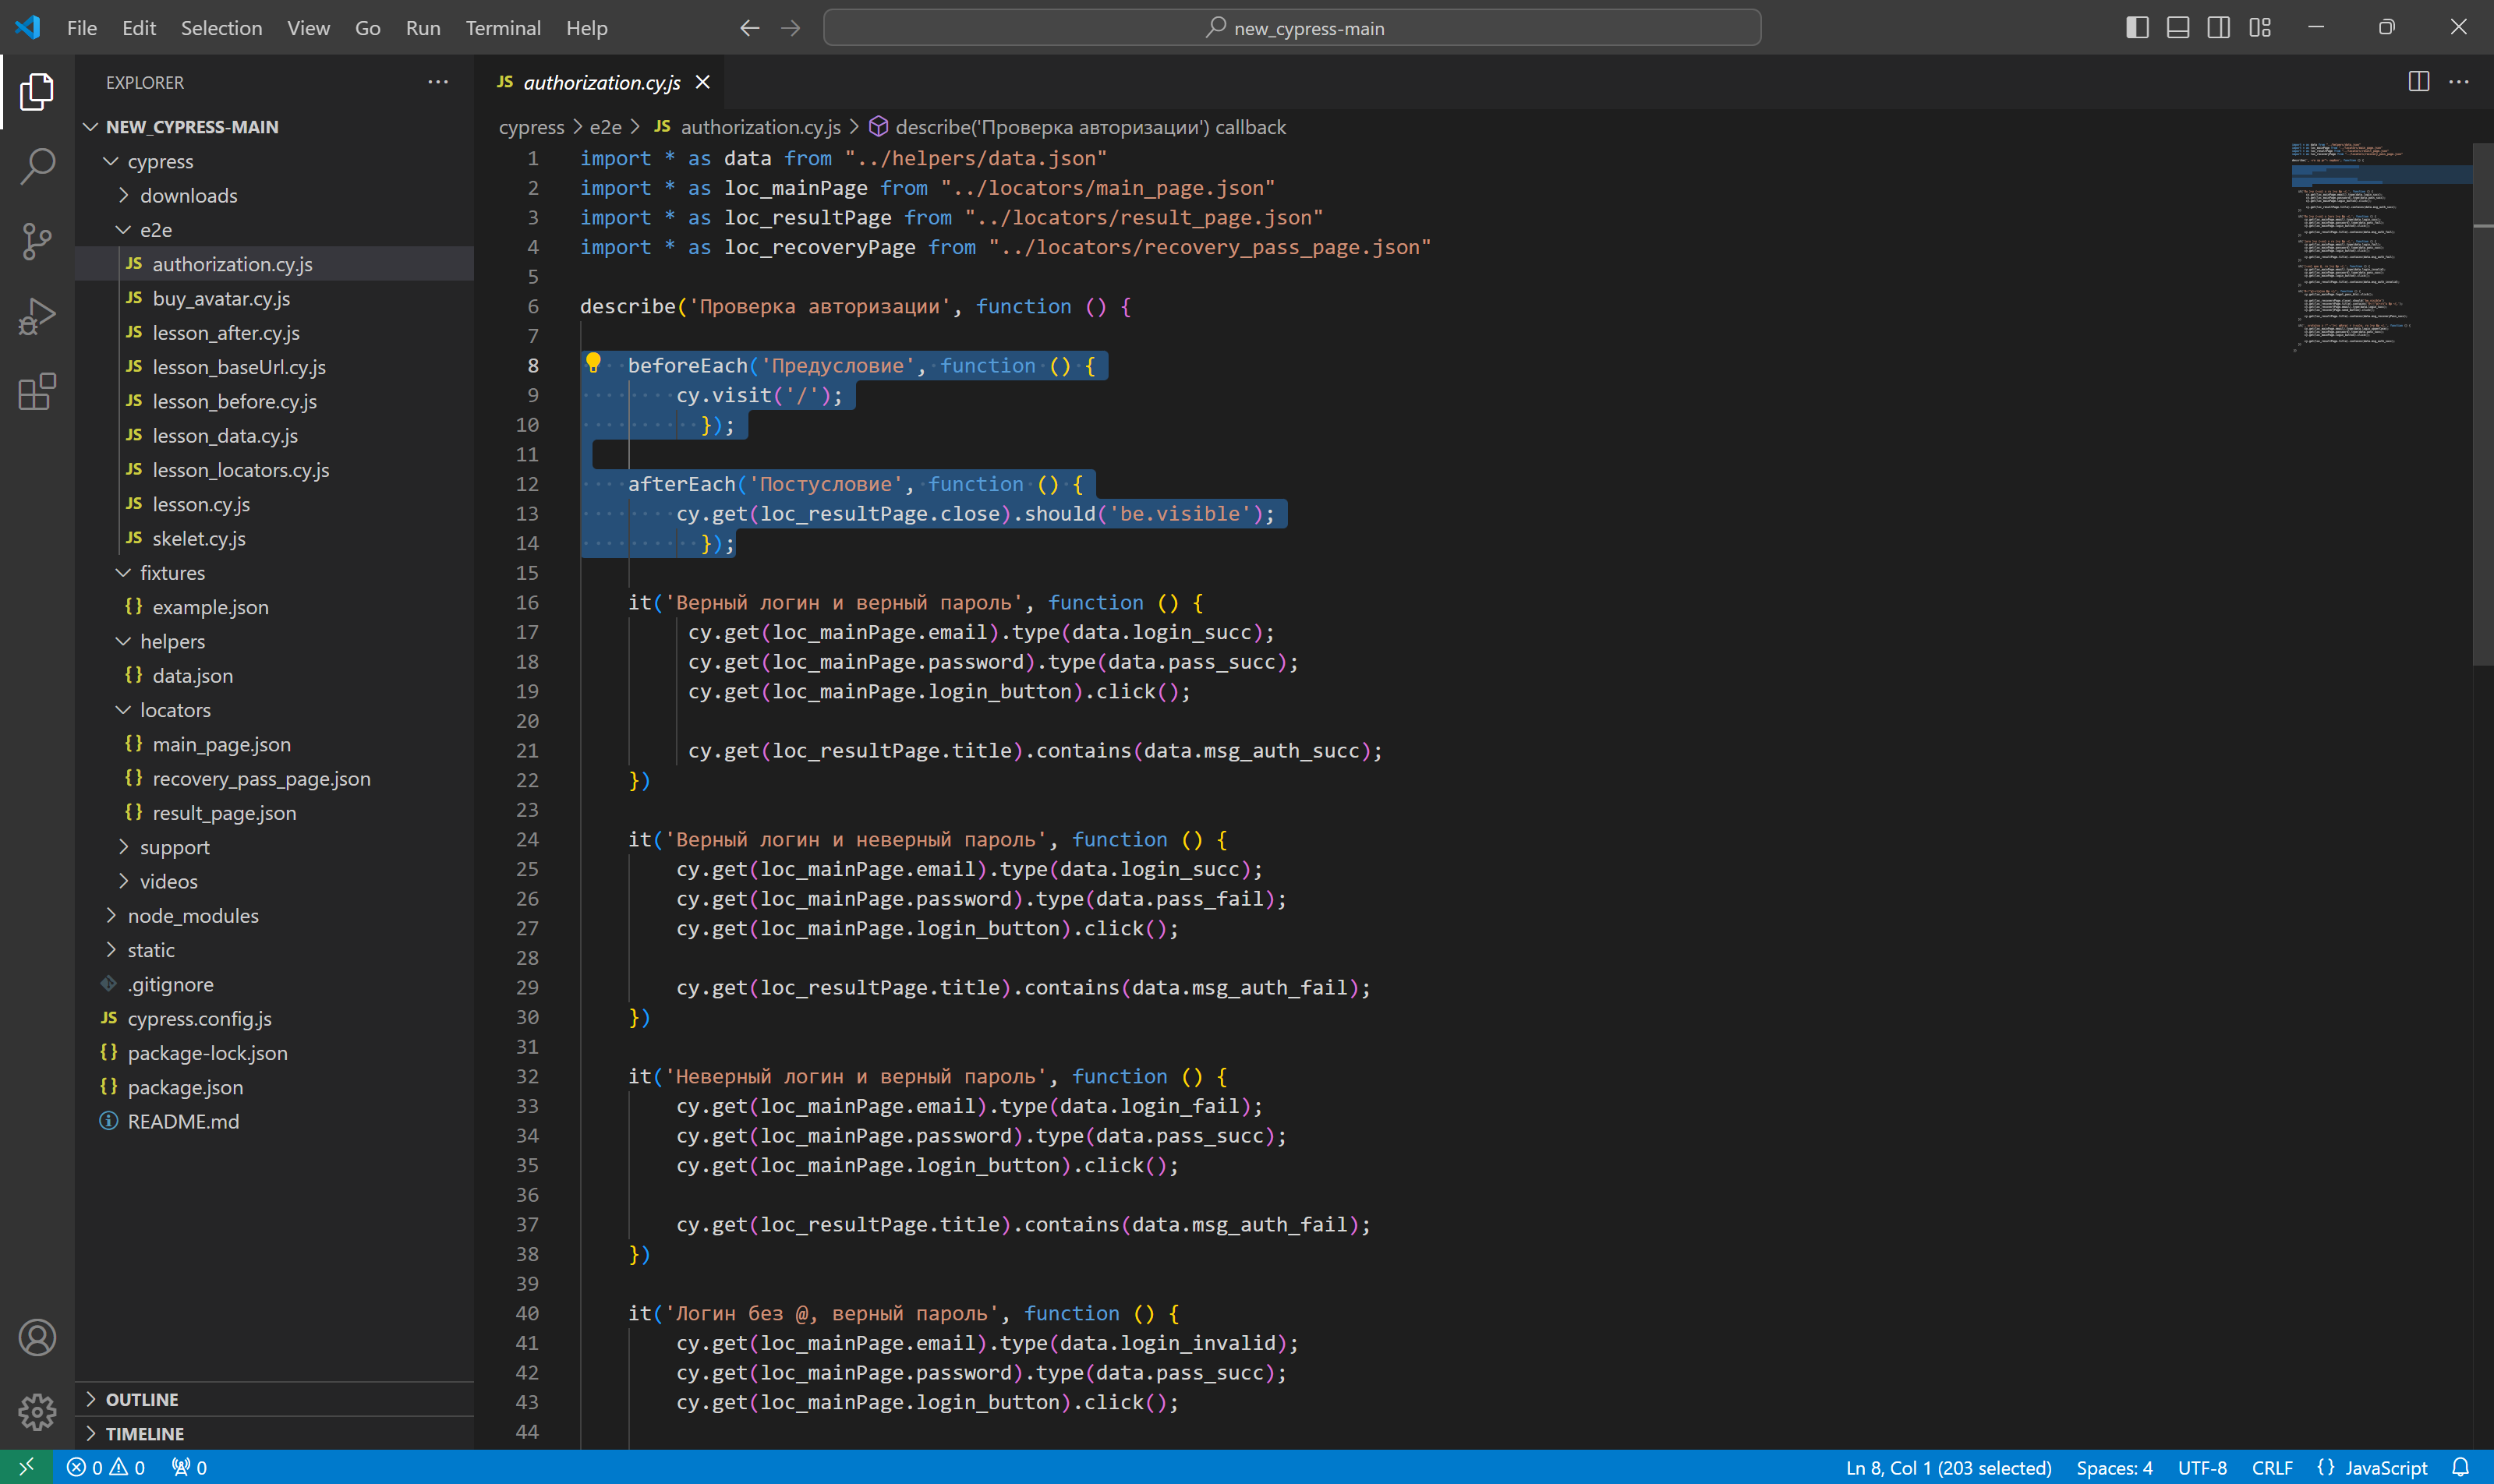 File Edit Selection View Go Run Terminal Help
new_cypress-main
EXPLORER
NEW_CYPRESS-MAIN
cypress
downloads
e2e
JS authorization.cy.js
JS buy_avatar.cy.js
JS lesson_after.cy.js
JS lesson_baseUrl.cy.js
JS lesson_before.cy.js
JS lesson_data.cy.js
JS lesson_locators.cy.js
JS lesson.cy.js
JS skelet.cy.js
fixtures
{} example.json
helpers
{} data.json
locators
{} main_page.json
{} recovery_pass_page.json
{} result_page.json
support
videos
node_modules
static
.gitignore
JS cypress.config.js
{} package-lock.json
{} package.json
README.md
OUTLINE
TIMELINE
JS authorization.cy.js
cypress > e2e > JS authorization.cy.js > describe('Проверка авторизации') callback
1 import * as data from "../helpers/data.json"
2 import * as loc_mainPage from "../locators/main_page.json"
3 import * as loc_resultPage from "../locators/result_page.json"
4 import * as loc_recoveryPage from "../locators/recovery_pass_page.json"
5
6 describe('Проверка авторизации', function () {
7
8 beforeEach('Предусловие', function () {
9 cy.visit('/');
10 });
11
12 afterEach('Постусловие', function () {
13 cy.get(loc_resultPage.close).should('be.visible');
14 });
15
16 it('Верный логин и верный пароль', function () {
17 cy.get(loc_mainPage.email).type(data.login_succ);
18 cy.get(loc_mainPage.password).type(data.pass_succ);
19 cy.get(loc_mainPage.login_button).click();
20
21 cy.get(loc_resultPage.title).contains(data.msg_auth_succ);
22 })
23
24 it('Верный логин и неверный пароль', function () {
25 cy.get(loc_mainPage.email).type(data.login_succ);
26 cy.get(loc_mainPage.password).type(data.pass_fail);
27 cy.get(loc_mainPage.login_button).click();
28
29 cy.get(loc_resultPage.title).contains(data.msg_auth_fail);
30 })
31
32 it('Неверный логин и верный пароль', function () {
33 cy.get(loc_mainPage.email).type(data.login_fail);
34 cy.get(loc_mainPage.password).type(data.pass_succ);
35 cy.get(loc_mainPage.login_button).click();
36
37 cy.get(loc_resultPage.title).contains(data.msg_auth_fail);
38 })
39
40 it('Логин без @, верный пароль', function () {
41 cy.get(loc_mainPage.email).type(data.login_invalid);
42 cy.get(loc_mainPage.password).type(data.pass_succ);
43 cy.get(loc_mainPage.login_button).click();
44
0 0 0
Ln 8, Col 1 (203 selected) Spaces: 4 UTF-8 CRLF {} JavaScript